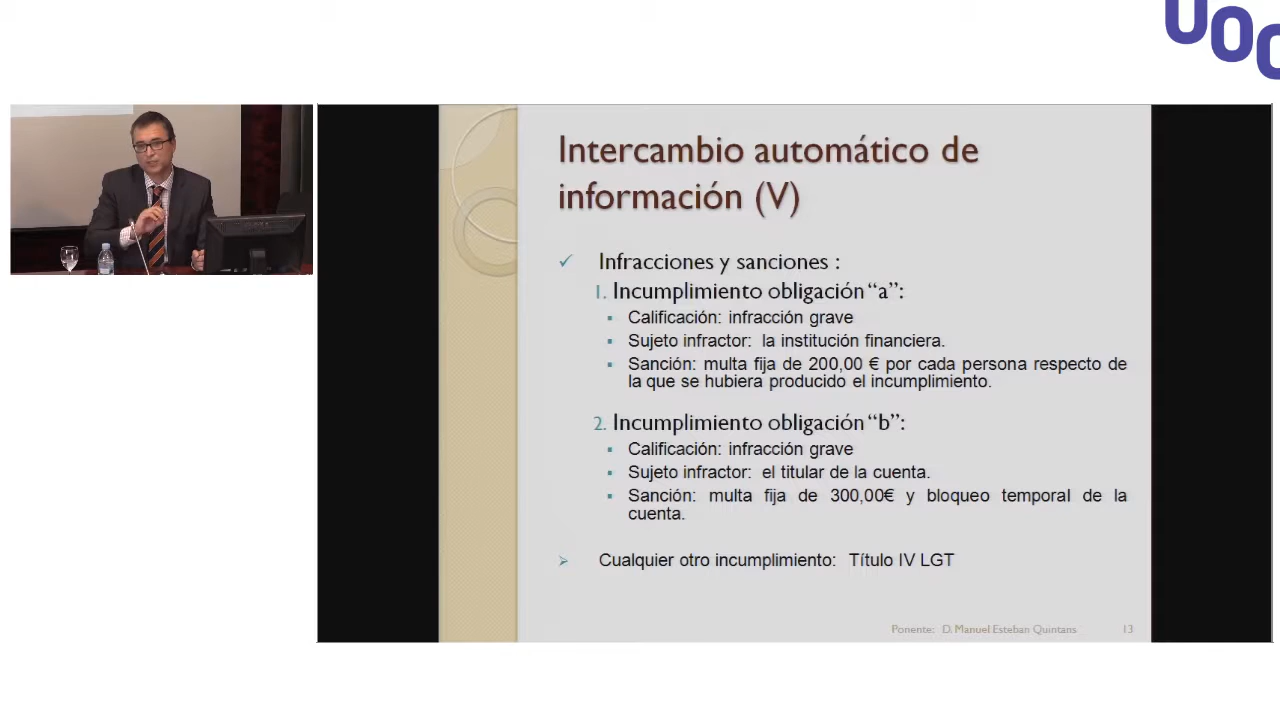 UOC
Intercambio automático de
información (V)
✓ Infracciones y sanciones :
1. Incumplimiento obligación “a”:
▪ Calificación: infracción grave
▪ Sujeto infractor: la institución financiera.
▪ Sanción: multa fija de 200,00 € por cada persona respecto de
la que se hubiera producido el incumplimiento.
2. Incumplimiento obligación “b”:
▪ Calificación: infracción grave
▪ Sujeto infractor: el titular de la cuenta.
▪ Sanción: multa fija de 300,00€ y bloqueo temporal de la
cuenta.
➢ Cualquier otro incumplimiento: Título IV LGT
Ponente: D. Manuel Esteban Quintans 13